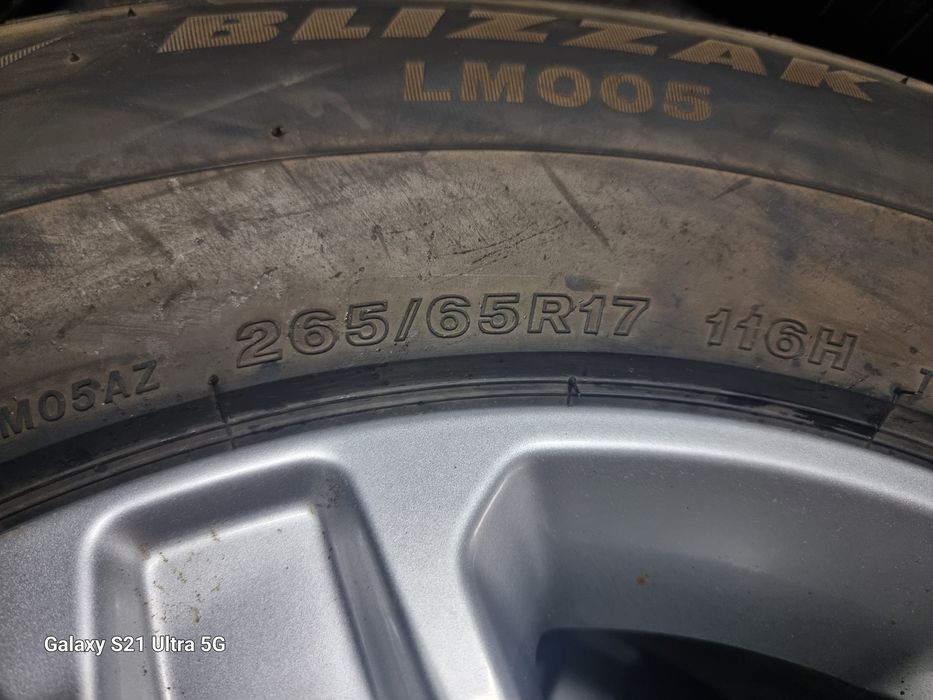 BLIZZAK
LM005
265/65R17 116H
M05AZ
Galaxy S21 Ultra 5G